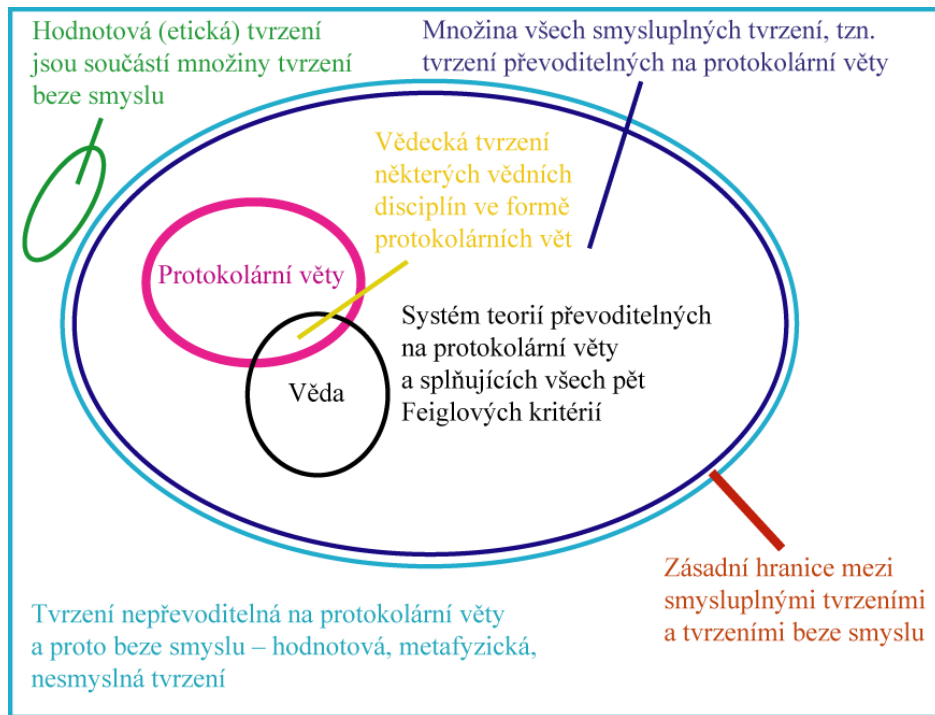 Hodnotová (etická) tvrzení
jsou součástí množiny tvrzení
beze smyslu
Množina všech smysluplných tvrzení, tzn.
tvrzení převoditelných na protokolární věty
Vědecká tvrzení
některých vědních
disciplín ve formě
protokolárních vět
Protokolární věty
Systém teorií převoditelných
na protokolární věty
a splňujících všech pět
Feiglových kritérií
Věda
Zásadní hranice mezi
smysluplnými tvrzeními
a tvrzeními beze smyslu
Tvrzení nepřevoditelná na protokolární věty
a proto beze smyslu – hodnotová, metafyzická,
nesmyslná tvrzení